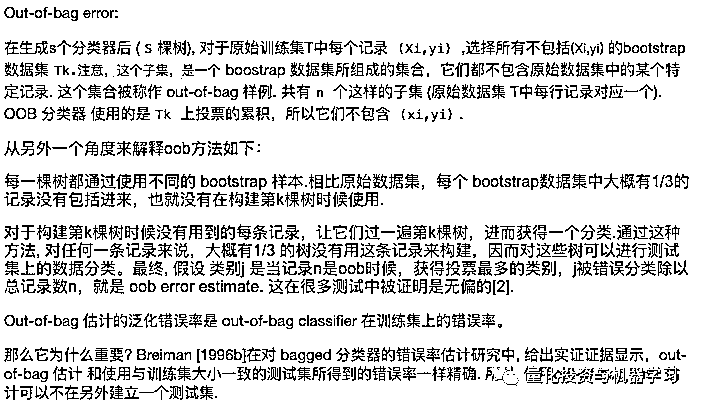 Out-of-bag error:
在生成s个分类器后 ( S 棵树), 对于原始训练集T中每个记录 (Xi,yi) ,选择所有不包括(Xi,yi) 的bootstrap
数据集 Tk.注意，这个子集，是一个 boostrap 数据集所组成的集合，它们都不包含原始数据集中的某个特
定记录. 这个集合被称作 out-of-bag 样例. 共有 n 个这样的子集 (原始数据集 T中每行记录对应一个).
OOB 分类器 使用的是 Tk 上投票的累积，所以它们不包含 (xi,yi) .
从另外一个角度来解释oob方法如下：
每一棵树都通过使用不同的 bootstrap 样本.相比原始数据集，每个 bootstrap数据集中大概有1/3的
记录没有包括进来，也就没有在构建第k棵树时候使用.
对于构建第k棵树时候没有用到的每条记录，让它们过一遍第k棵树，进而获得一个分类.通过这种
方法, 对任何一条记录来说，大概有1/3 的树没有用这条记录来构建，因而对这些树可以进行测试
集上的数据分类。最终, 假设 类别j 是当记录n是oob时候，获得投票最多的类别，j被错误分类除以
总记录数n，就是 oob error estimate. 这在很多测试中被证明是无偏的[2].
Out-of-bag 估计的泛化错误率是 out-of-bag classifier 在训练集上的错误率。
那么它为什么重要? Breiman [1996b]在对 bagged 分类器的错误率估计研究中, 给出实证证据显示，out-
of-bag 估计 和使用与训练集大小一致的测试集所得到的错误率一样精确. 量化投资与机器学习
计可以不在另外建立一个测试集.